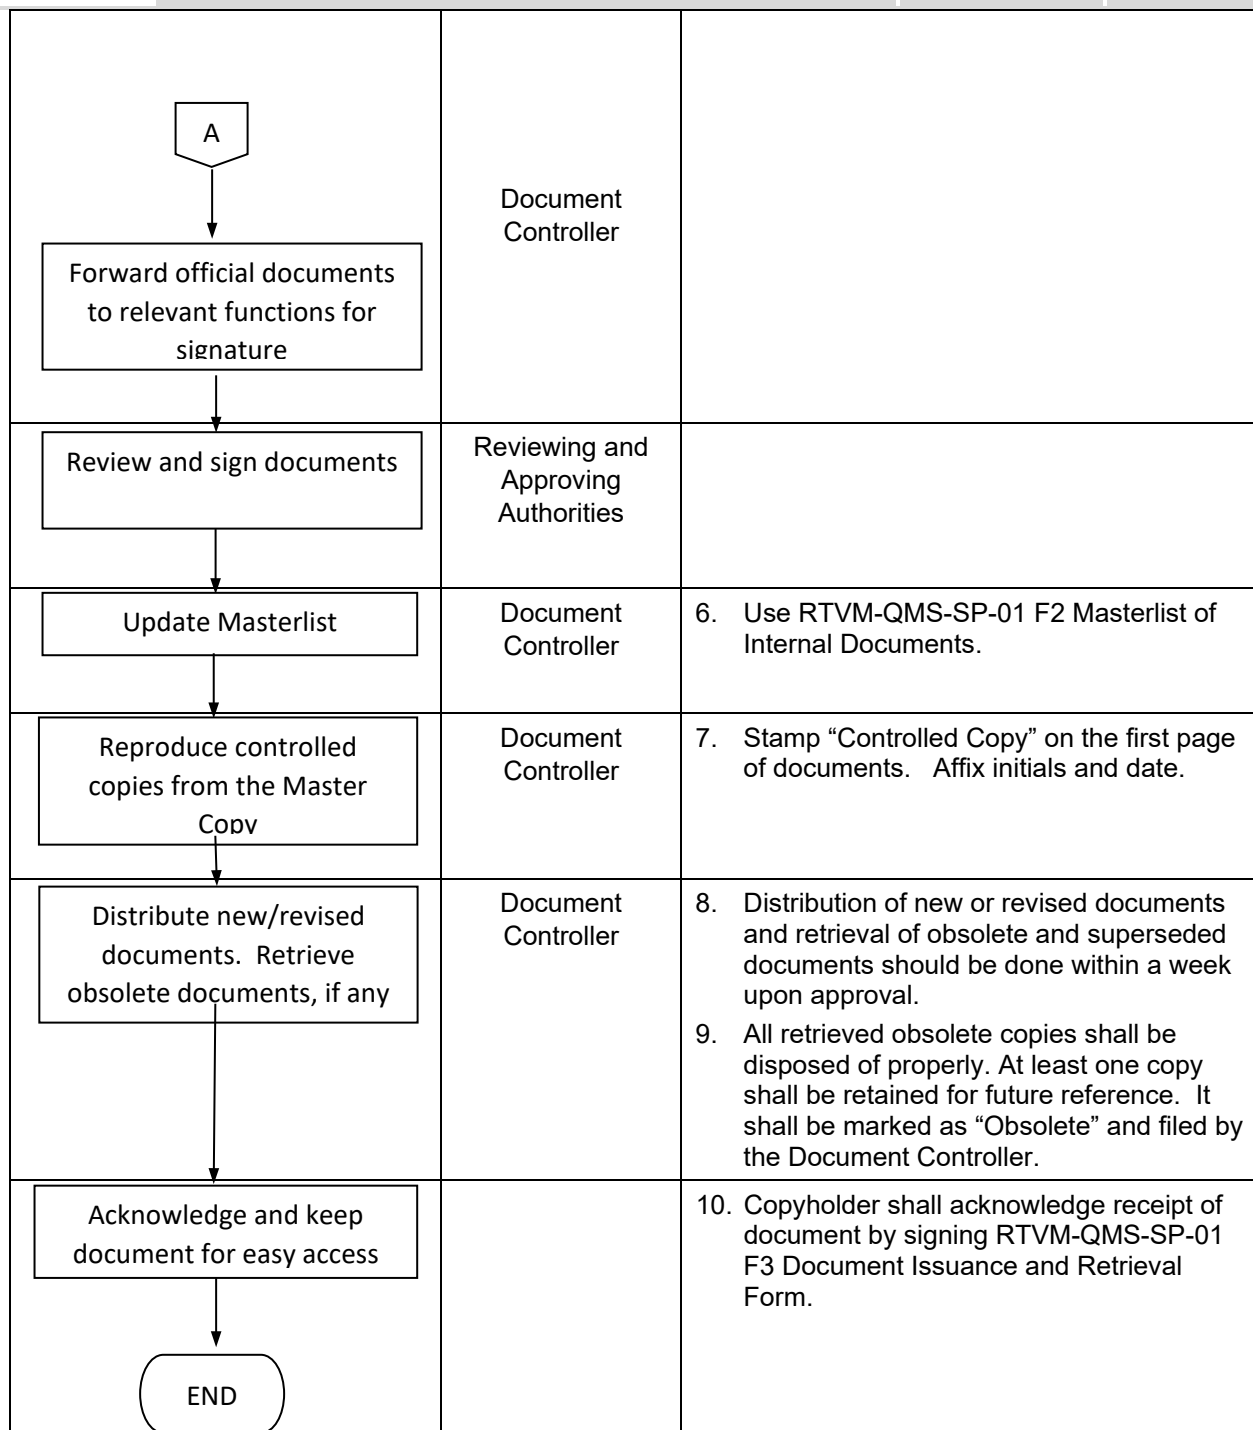 A
Document
Controller
Forward official documents
to relevant functions for
signature
Review and sign documents
Reviewing and
Approving
Authorities
Update Masterlist
Document
Controller
6. Use RTVM-QMS-SP-01 F2 Masterlist of
Internal Documents.
Reproduce controlled
copies from the Master
Copy
Document
Controller
7. Stamp “Controlled Copy” on the first page
of documents. Affix initials and date.
Distribute new/revised
documents. Retrieve
obsolete documents, if any
Document
Controller
8. Distribution of new or revised documents
and retrieval of obsolete and superseded
documents should be done within a week
upon approval.
9. All retrieved obsolete copies shall be
disposed of properly. At least one copy
shall be retained for future reference. It
shall be marked as “Obsolete” and filed by
the Document Controller.
Acknowledge and keep
document for easy access
10. Copyholder shall acknowledge receipt of
document by signing RTVM-QMS-SP-01
F3 Document Issuance and Retrieval
Form.
END